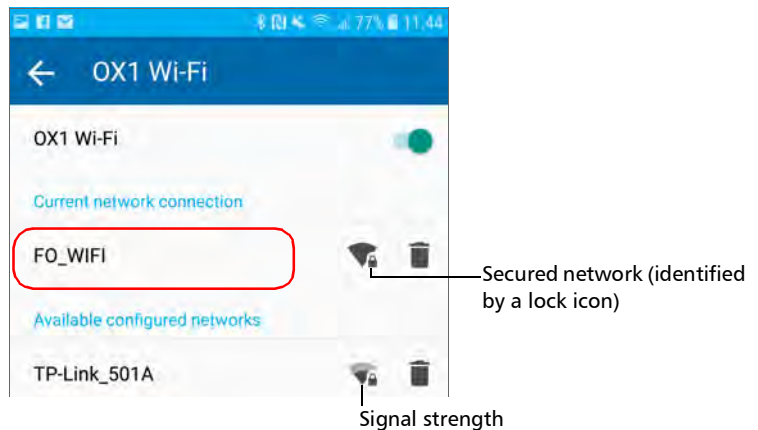 77% 11.44
OX1 Wi-Fi
OX1 Wi-Fi
Current network connection
FO_WIFI
Secured network (identified
by a lock icon)
Available configured networks
TP-Link_501A
Signal strength